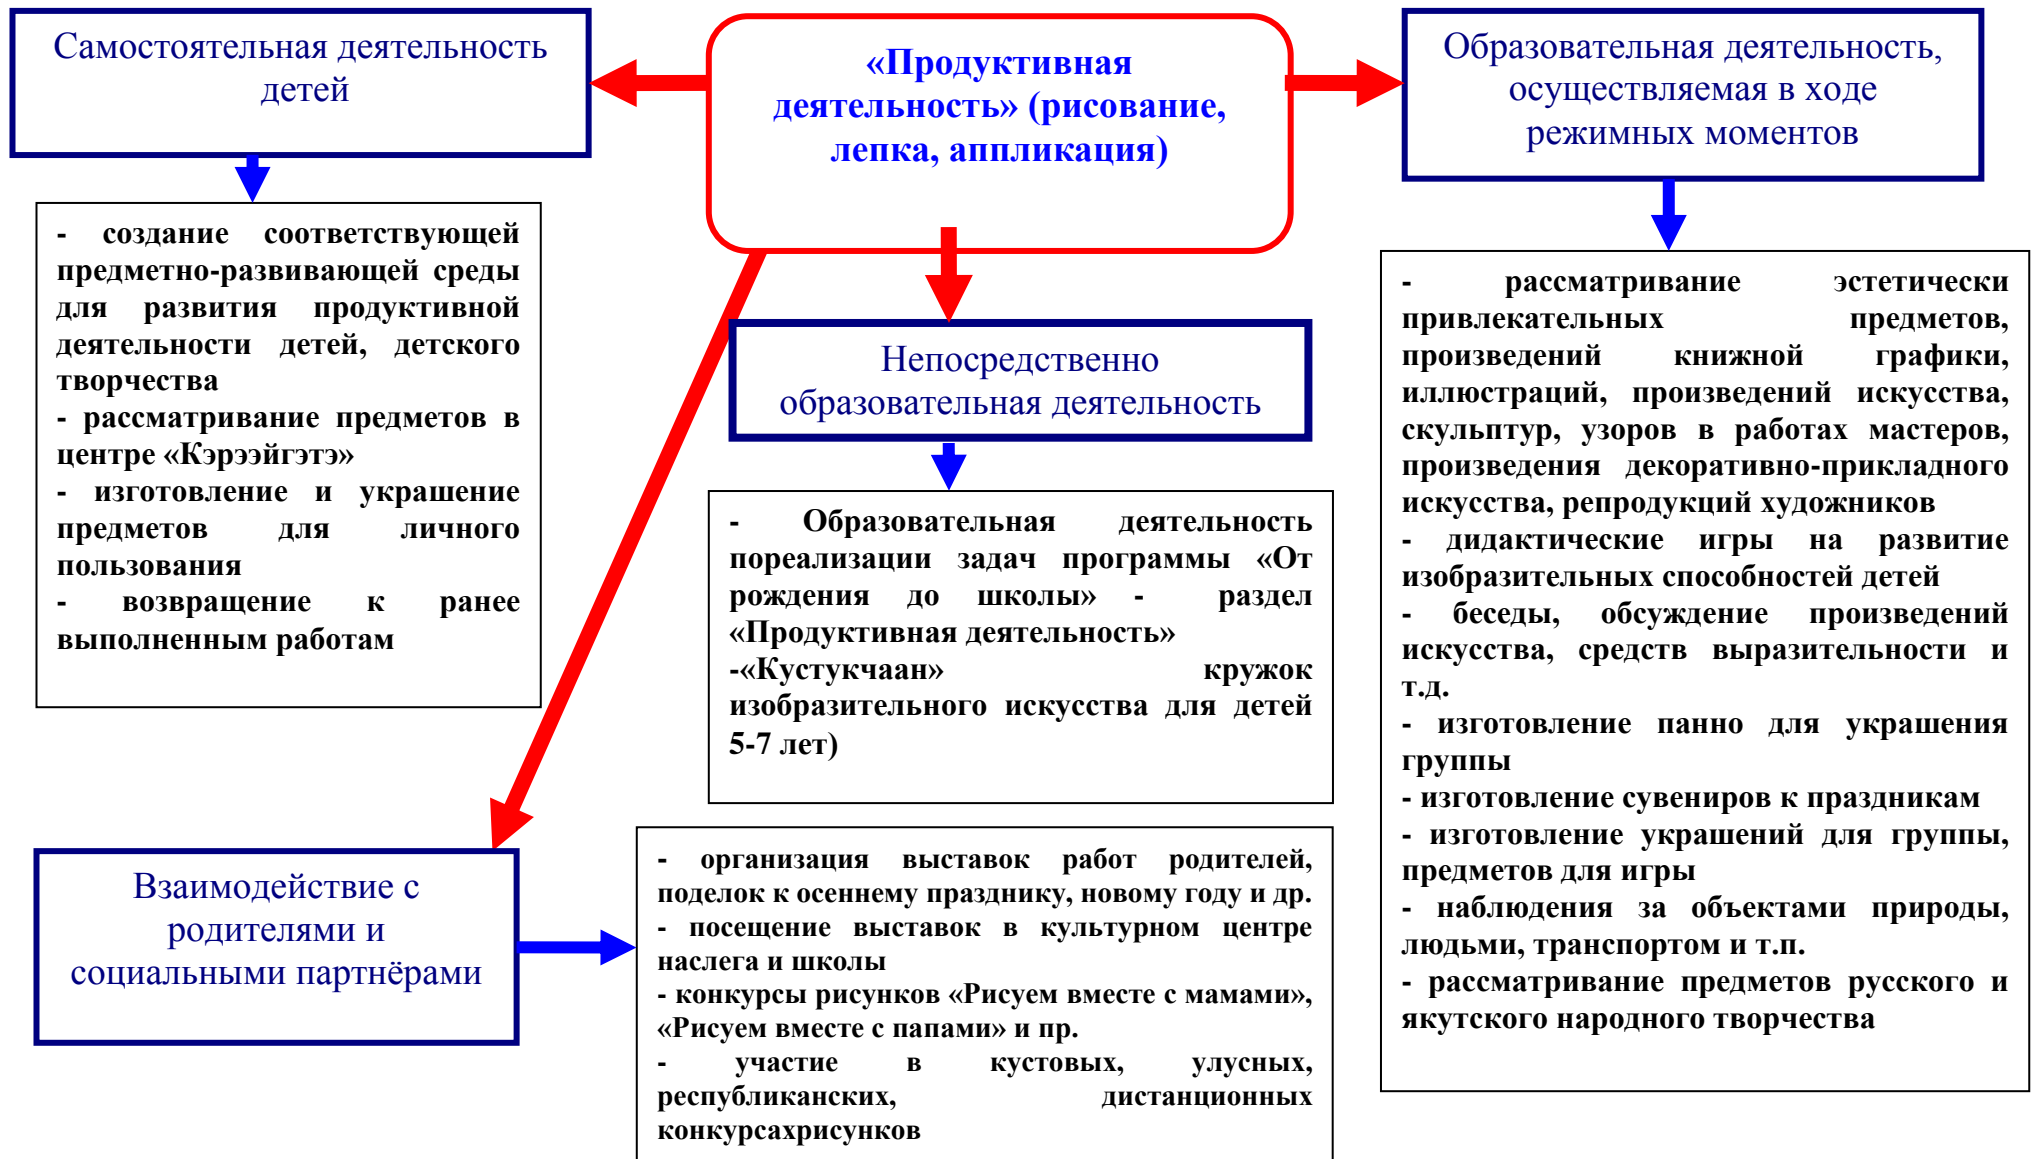 Самостоятельная деятельность
детей
«Продуктивная
деятельность» (рисование,
лепка, аппликация)
Образовательная деятельность,
осуществляемая в ходе
режимных моментов
- создание соответствующей
предметно-развивающей среды
для развития продуктивной
деятельности детей, детского
творчества
- рассматривание предметов в
центре «Кэрээйгэтэ»
- изготовление и украшение
предметов для личного
пользования
- возвращение к ранее
выполненным работам
Непосредственно
образовательная деятельность
- Образовательная деятельность
пореализации задач программы «От
рождения до школы» - раздел
«Продуктивная деятельность»
-«Кустукчаан» кружок
изобразительного искусства для детей
5-7 лет)
- рассматривание эстетически
привлекательных предметов,
произведений книжной графики,
иллюстраций, произведений искусства,
скульптур, узоров в работах мастеров,
произведения декоративно-прикладного
искусства, репродукций художников
- дидактические игры на развитие
изобразительных способностей детей
- беседы, обсуждение произведений
искусства, средств выразительности и
т.д.
- изготовление панно для украшения
группы
- изготовление сувениров к праздникам
- изготовление украшений для группы,
предметов для игры
- наблюдения за объектами природы,
людьми, транспортом и т.п.
- рассматривание предметов русского и
якутского народного творчества
Взаимодействие с
родителями и
социальными партнёрами
- организация выставок работ родителей,
поделок к осеннему празднику, новому году и др.
- посещение выставок в культурном центре
наслега и школы
- конкурсы рисунков «Рисуем вместе с мамами»,
«Рисуем вместе с папами» и пр.
- участие в кустовых, улусных,
республиканских, дистанционных
конкурсахрисунков